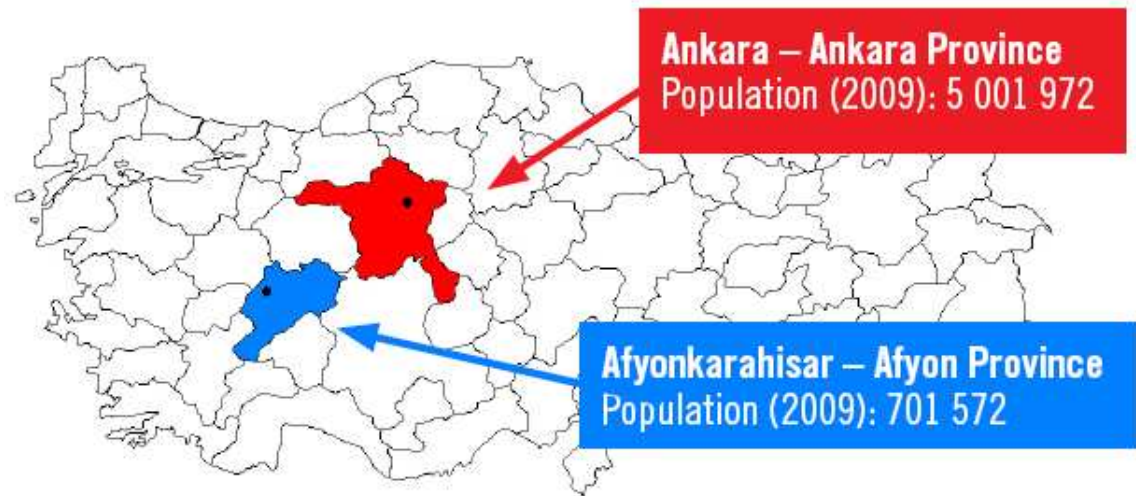 Ankara – Ankara Province
Population (2009): 5 001 972
Afyonkarahisar – Afyon Province
Population (2009): 701 572